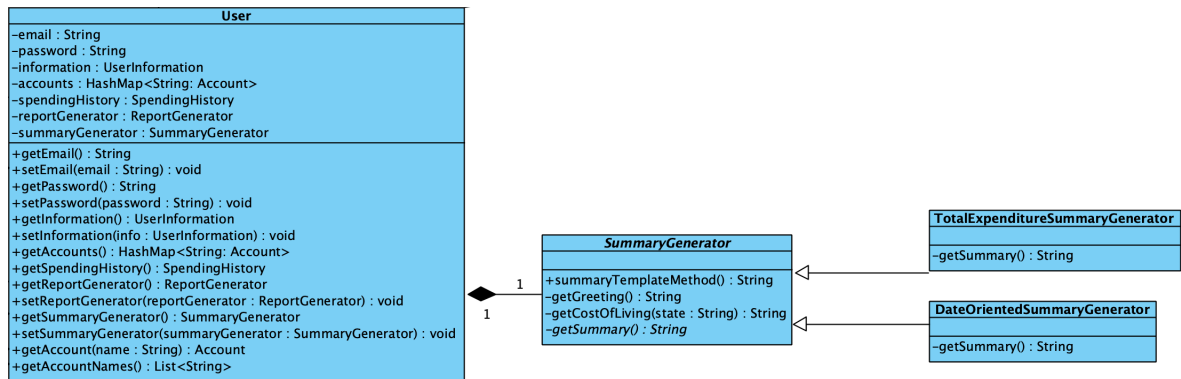 User
-email : String
-password : String
-information : UserInformation
-accounts : HashMap<String: Account>
-spendingHistory : SpendingHistory
-reportGenerator : ReportGenerator
-summaryGenerator : SummaryGenerator
+getEmail() : String
+setEmail(email : String) : void
+getPassword() : String
+setPassword(password : String) : void
+getInformation() : UserInformation
+setInformation(info : UserInformation) : void
+getAccounts() : HashMap<String: Account>
+getSpendingHistory() : SpendingHistory
+getReportGenerator() : ReportGenerator
+setReportGenerator(reportGenerator : ReportGenerator) : void
+getSummaryGenerator() : SummaryGenerator
+setSummaryGenerator(summaryGenerator : SummaryGenerator) : void
+getAccount(name : String) : Account
+getAccountNames() : List<String>
1
1
SummaryGenerator
+summaryTemplateMethod() : String
-getGreeting() : String
-getCostOfLiving(state : String) : String
-getSummary() : String
TotalExpenditureSummaryGenerator
-getSummary() : String
DateOrientedSummaryGenerator
-getSummary() : String